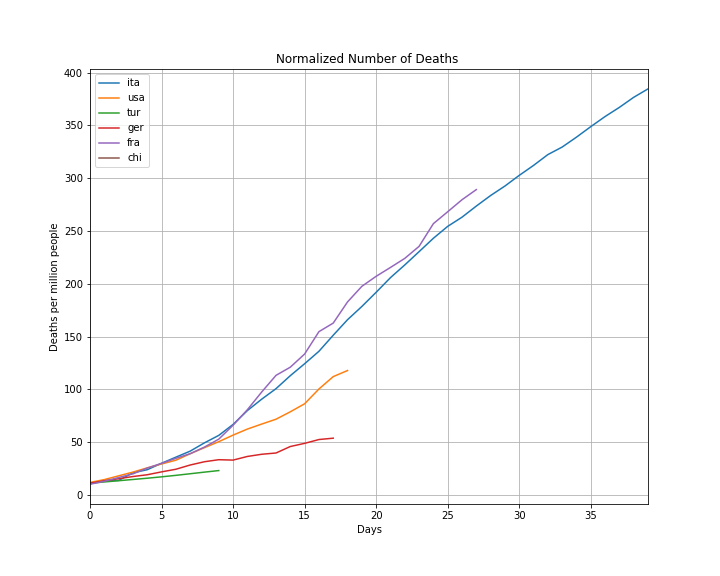 Normalized Number of Deaths
ita
usa
tur
ger
fra
chi
Deaths per million people
400
350
300
250
200
150
100
50
0
0 5 10 15 20 25 30 35
Days